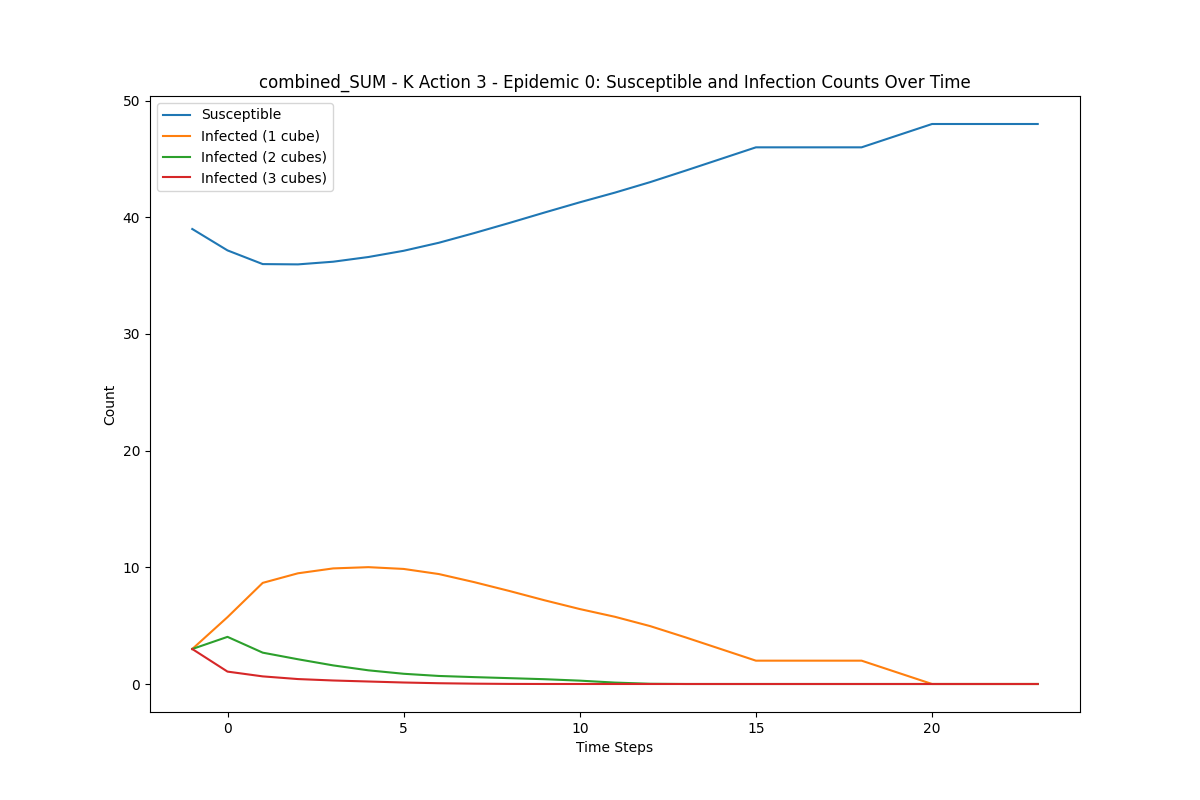 combined_SUM - K Action 3 - Epidemic 0: Susceptible and Infection Counts Over Time
50
40
30
20
10
0
Count
Susceptible
Infected (1 cube)
Infected (2 cubes)
Infected (3 cubes)
0 5 10 15 20
Time Steps